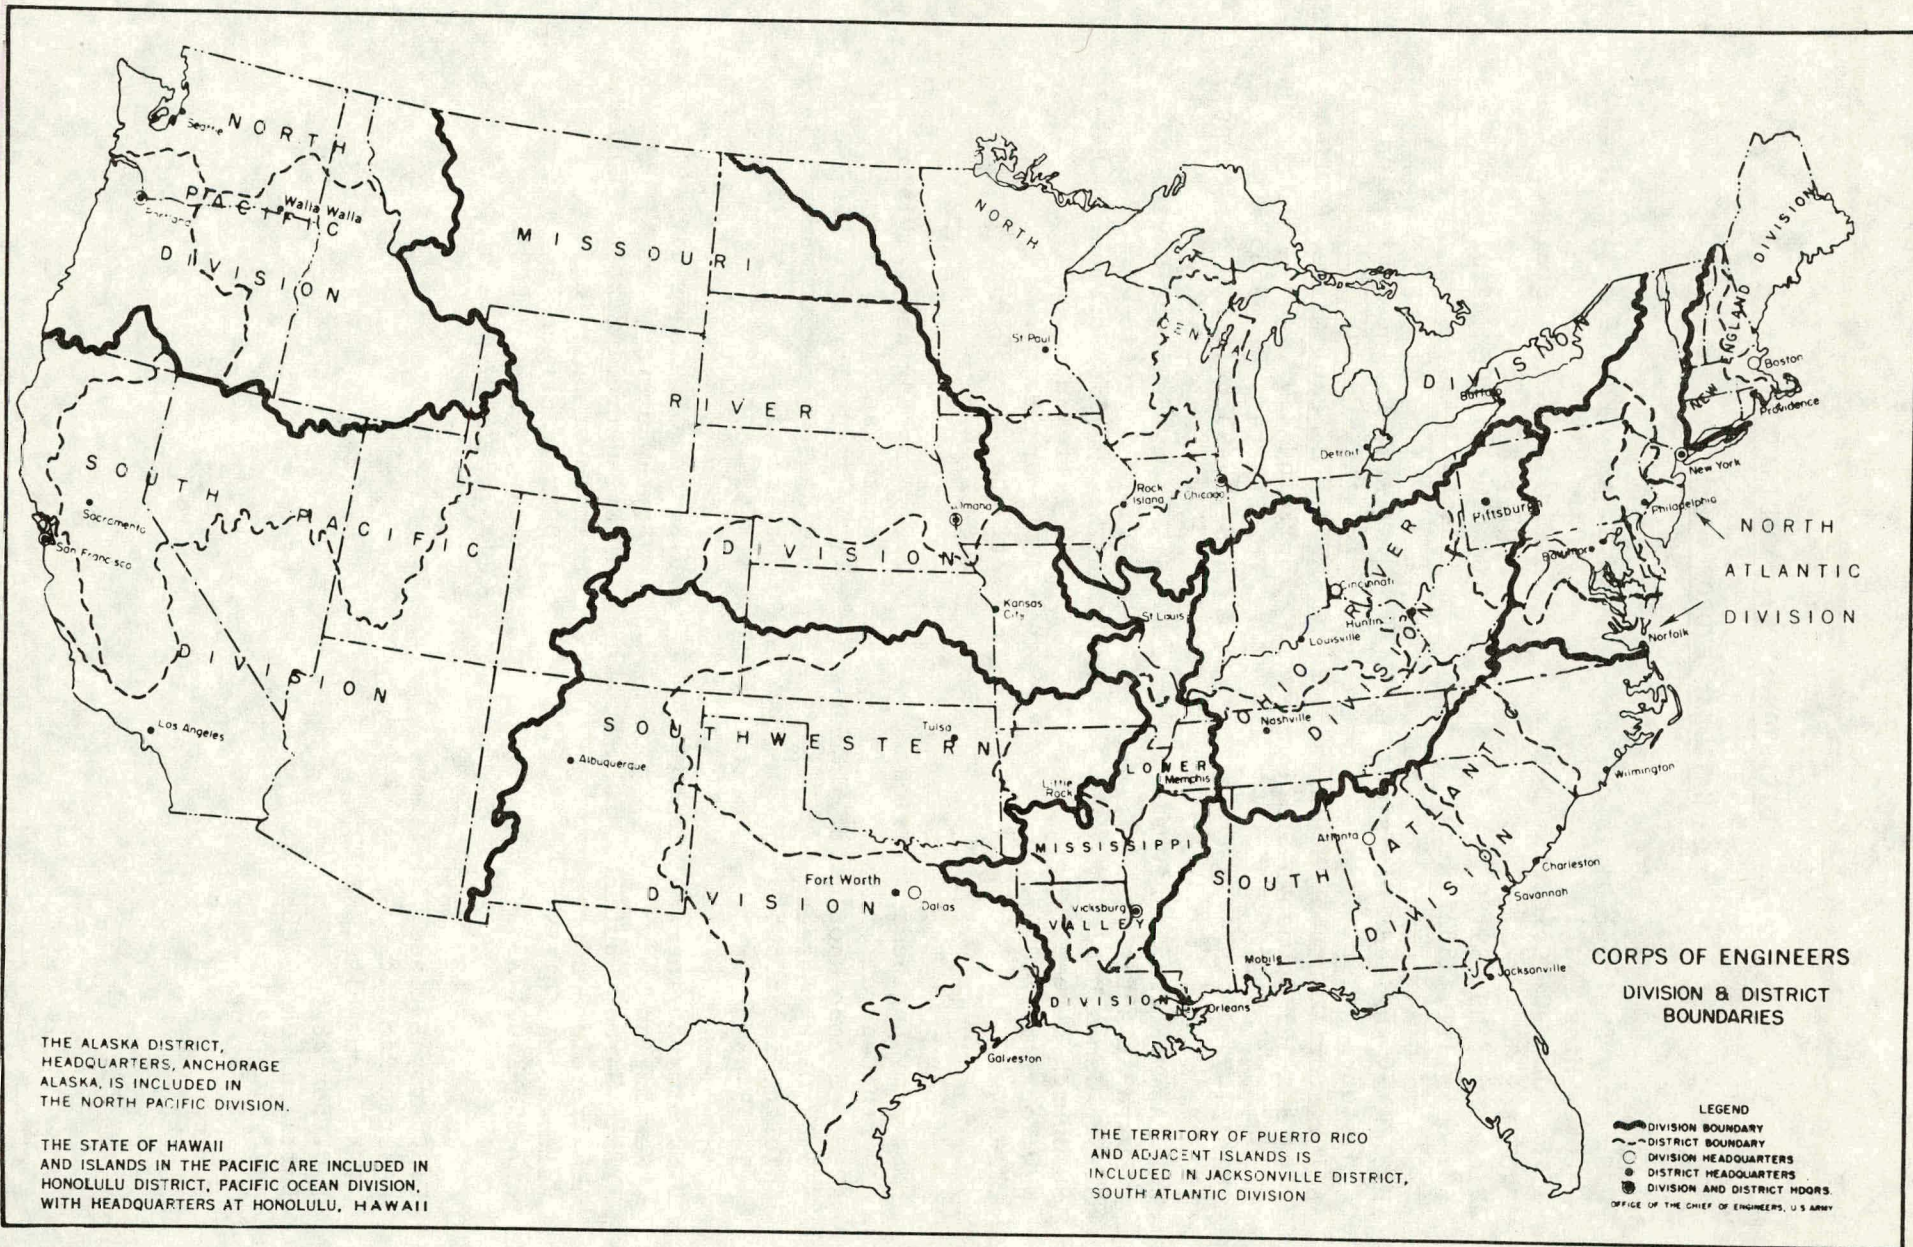 NORTH
PACIFIC
DIVISION
Seattle
Walla Walla
Portland
MISSOURI
RIVER
DIVISION
Omaha
Kansas
City
NORTH
CENTRAL
DIVISION
St Paul
Rock
Island
Chicago
Detroit
Buffalo
NEW
ENGLAND
DIVISION
Boston
Providence
New York
Philadelphia
Baltimore
Norfolk
NORTH
ATLANTIC
DIVISION
SOUTH
PACIFIC
DIVISION
Sacramento
San Francisco
Los Angeles
OHIO
RIVER
DIVISION
Pittsburgh
Cincinnati
Huntin
Louisville
Nashville
St Louis
SOUTHWESTERN
DIVISION
Albuquerque
Tulsa
Little
Rock
Fort Worth
Dallas
Galveston
LOWER
MISSISSIPPI
VALLEY
DIVISION
Memphis
Vicksburg
New Orleans
SOUTH
ATLANTIC
DIVISION
Wilmington
Charleston
Savannah
Atlanta
Mobile
Jacksonville
CORPS OF ENGINEERS
DIVISION & DISTRICT
BOUNDARIES
THE ALASKA DISTRICT,
HEADQUARTERS, ANCHORAGE
ALASKA, IS INCLUDED IN
THE NORTH PACIFIC DIVISION.
THE STATE OF HAWAII
AND ISLANDS IN THE PACIFIC ARE INCLUDED IN
HONOLULU DISTRICT, PACIFIC OCEAN DIVISION,
WITH HEADQUARTERS AT HONOLULU, HAWAII
THE TERRITORY OF PUERTO RICO
AND ADJACENT ISLANDS IS
INCLUDED IN JACKSONVILLE DISTRICT,
SOUTH ATLANTIC DIVISION
LEGEND
DIVISION BOUNDARY
DISTRICT BOUNDARY
DIVISION HEADQUARTERS
DISTRICT HEADQUARTERS
DIVISION AND DISTRICT HDQRS.
OFFICE OF THE CHIEF OF ENGINEERS, U S ARMY